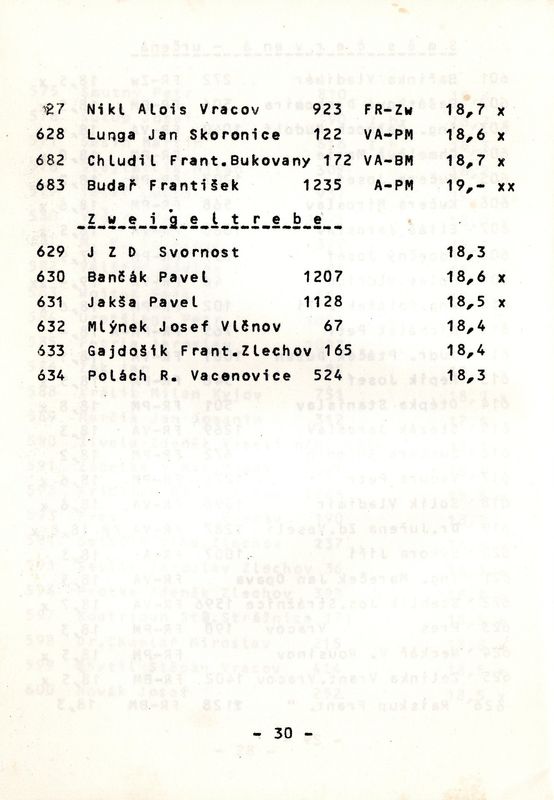 627 Nikl Alois Vracov 923 FR-Zw 18,7 x
628 Lunga Jan Skoronice 122 VA-PM 18,6 x
682 Chludil Frant.Bukovany 172 VA-BM 18,7 x
683 Budař František 1235 A-PM 19,- xx
Zweigeltrebe
629 J Z D Svornost 18,3
630 Bančák Pavel 1207 18,6 x
631 Jakša Pavel 1128 18,5 x
632 Mlýnek Josef Vlčnov 67 18,4
633 Gajdošik Frant.Zlechov 165 18,4
634 Polách R. Vacenovice 524 18,3
- 30 -